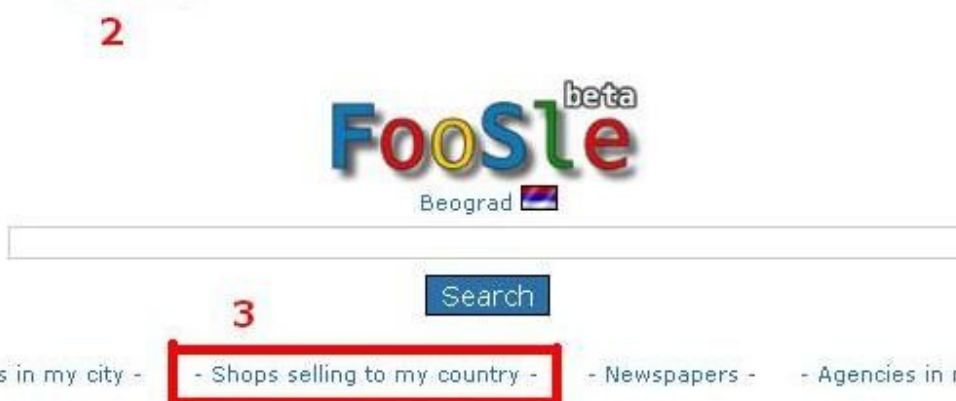 2
beta
FooSle
Beograd
Search
3
in my city - - Shops selling to my country - - Newspapers - - Agencies in